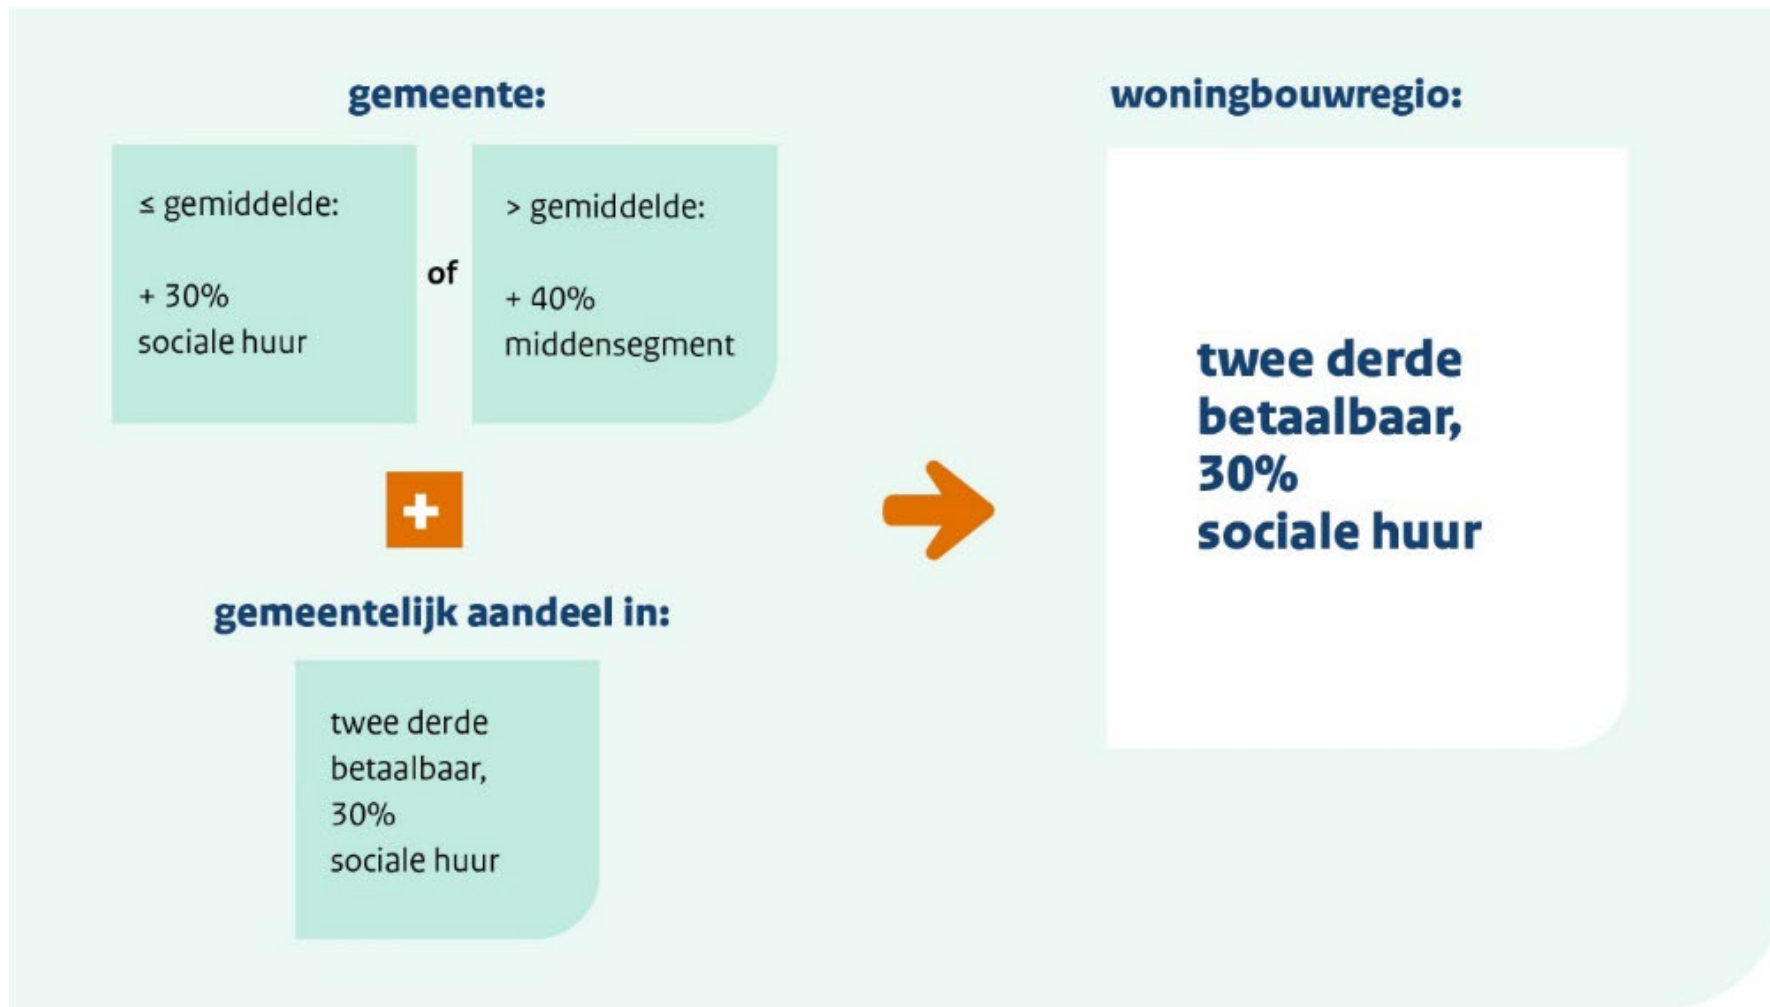 gemeente:
≤ gemiddelde:
+ 30%
sociale huur
of
> gemiddelde:
+ 40%
middensegment
+
gemeentelijk aandeel in:
twee derde
betaalbaar,
30%
sociale huur
woningbouwregio:
twee derde
betaalbaar,
30%
sociale huur